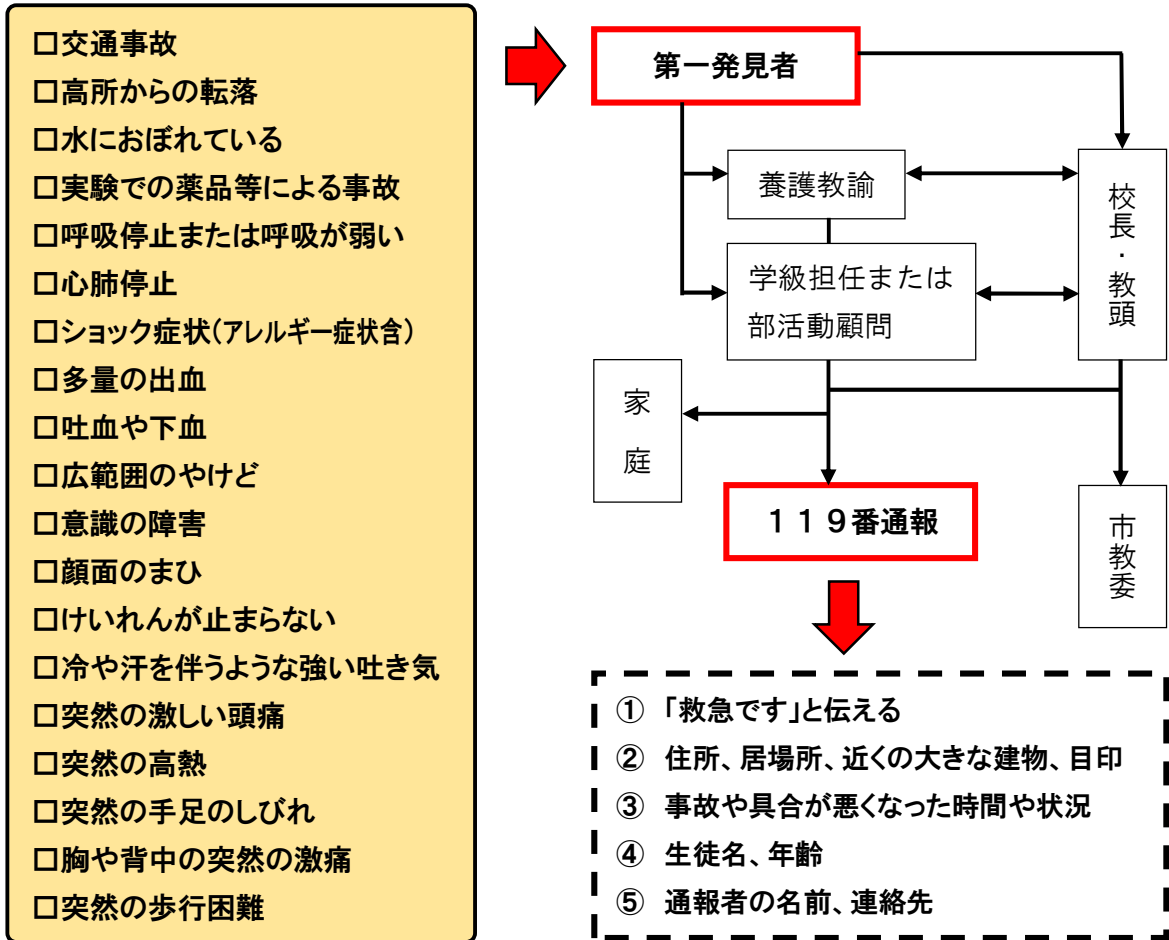 □交通事故
□高所からの転落
□水におぼれている
□実験での薬品等による事故
□呼吸停止または呼吸が弱い
□心肺停止
□ショック症状(アレルギー症状含)
□多量の出血
□吐血や下血
□広範囲のやけど
□意識の障害
□顔面のまひ
□けいれんが止まらない
□冷や汗を伴うような強い吐き気
□突然の激しい頭痛
□突然の高熱
□突然の手足のしびれ
□胸や背中の突然の激痛
□突然の歩行困難
第一発見者
養護教諭
校長・教頭
学級担任または
部活動顧問
家庭
119番通報
市教委
① 「救急です」と伝える
② 住所、居場所、近くの大きな建物、目印
③ 事故や具合が悪くなった時間や状況
④ 生徒名、年齢
⑤ 通報者の名前、連絡先